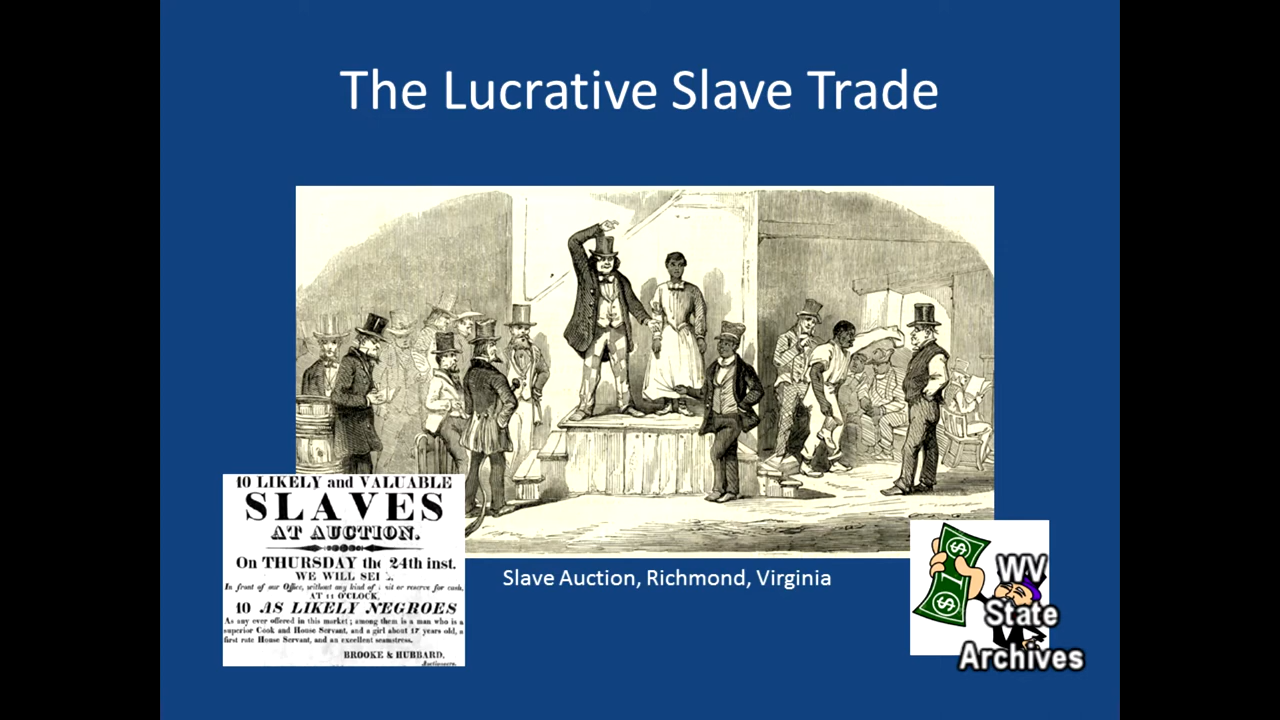 The Lucrative Slave Trade
10 LIKELY and VALUABLE
SLAVES
AT AUCTION.
On THURSDAY the 24th inst.
WE WILL
In front of our Office, without any kind of or reserve for cash,
AT 11 O'CLOCK,
10 AS LIKELY NEGROES
As any ever offered in this market; among them is a man who is a
superior Cook and House Servant, and a girl about 17 years old, a
first rate House Servant, and an excellent seamstress.
BROOKE & HUBBARD,
Auctioneers.
Slave Auction, Richmond, Virginia
WV
State
Archives